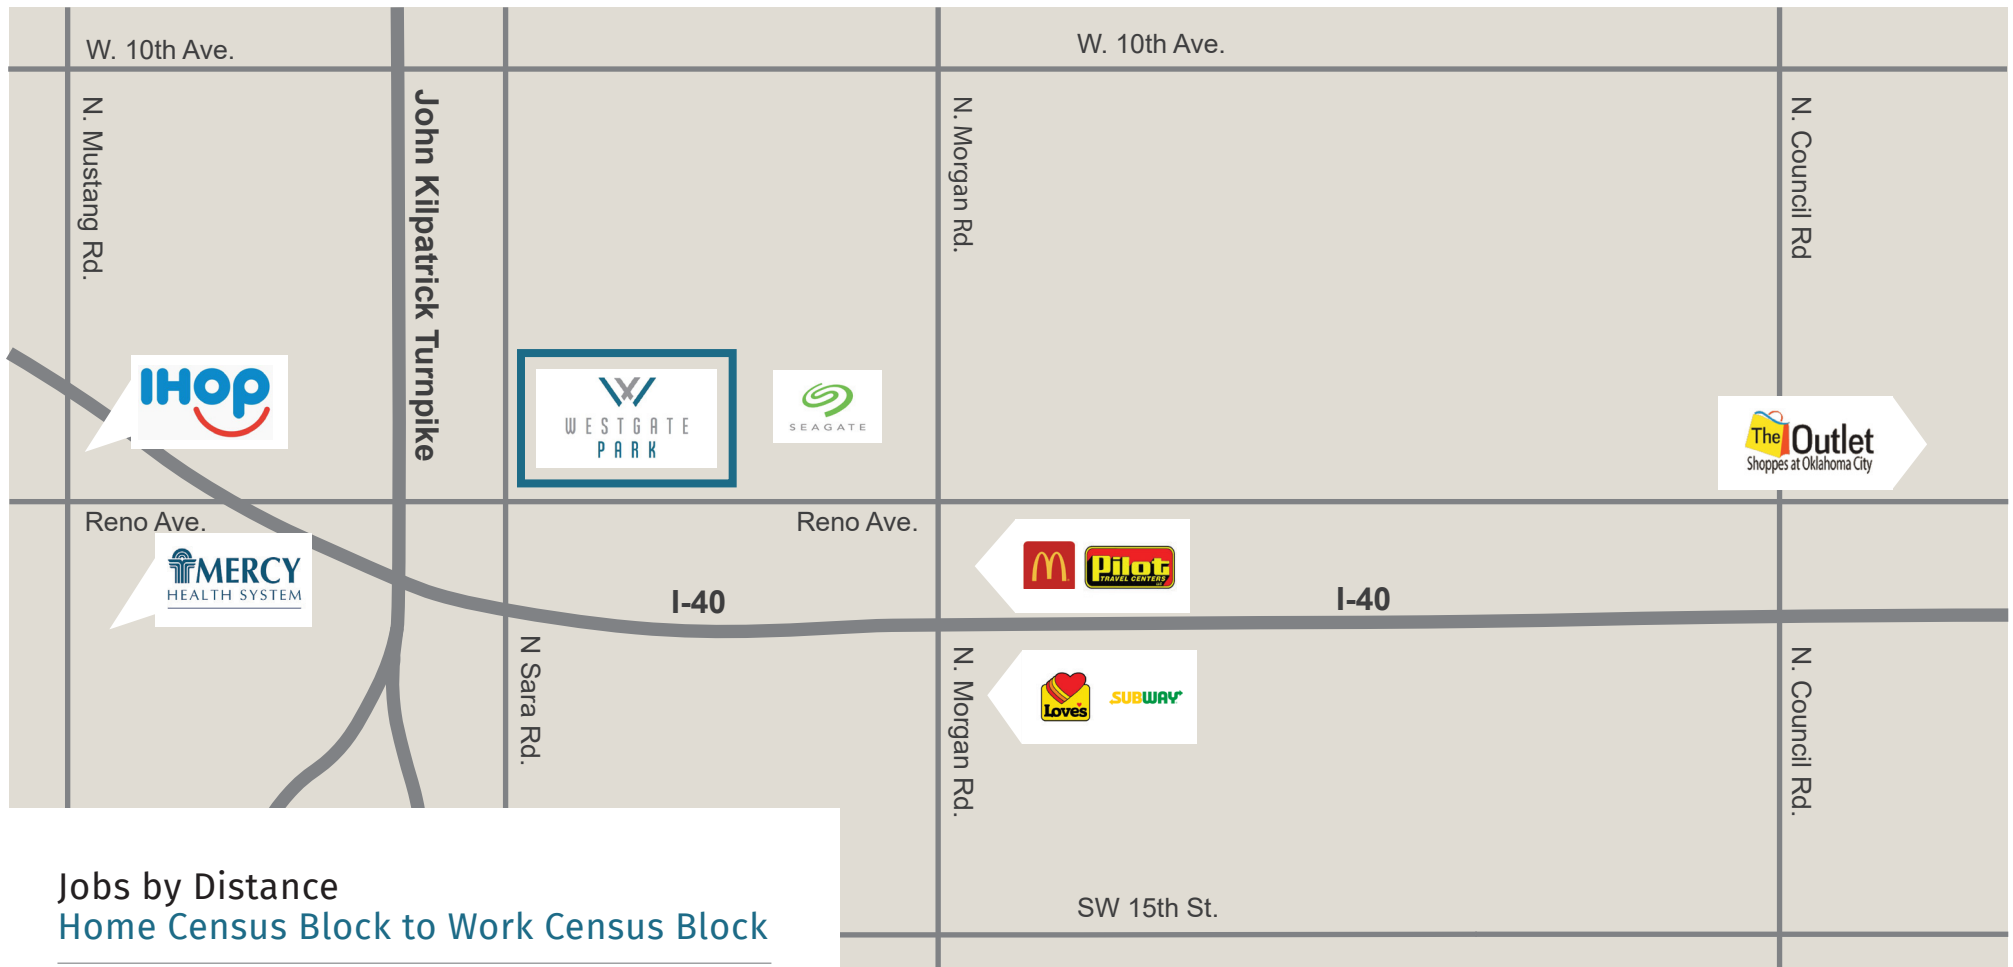 W. 10th Ave.
W. 10th Ave.
N. Mustang Rd.
John Kilpatrick Turnpike
N. Morgan Rd.
N. Council Rd
IHOP
WESTGATE
PARK
SEAGATE
The Outlet
Shoppes at Oklahoma City
Reno Ave.
Reno Ave.
MERCY
HEALTH SYSTEM
Pilot
TRAVEL CENTERS
I-40
I-40
N Sara Rd.
N. Morgan Rd.
N. Council Rd.
Love's
SUBWAY
Jobs by Distance
Home Census Block to Work Census Block
SW 15th St.